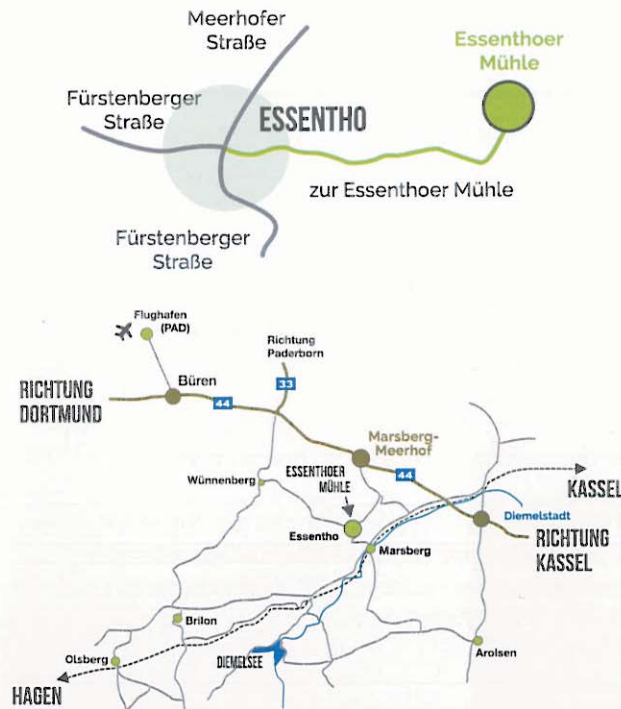 Meerhofer
Straße
Essenthoer
Mühle
Fürstenberger
Straße
ESSENTHO
zur Essenthoer Mühle
Fürstenberger
Straße
Flughafen
(PAD)
Richtung
Paderborn
33
RICHTUNG
DORTMUND
Büren
44
Marsberg-
Meerhof
44
ESSENTHOER
MÜHLE
Wünnenberg
KASSEL
Diemelstadt
Essentho
RICHTUNG
KASSEL
Marsberg
Brilon
DIEMELSEE
Arolsen
Olsberg
HAGEN